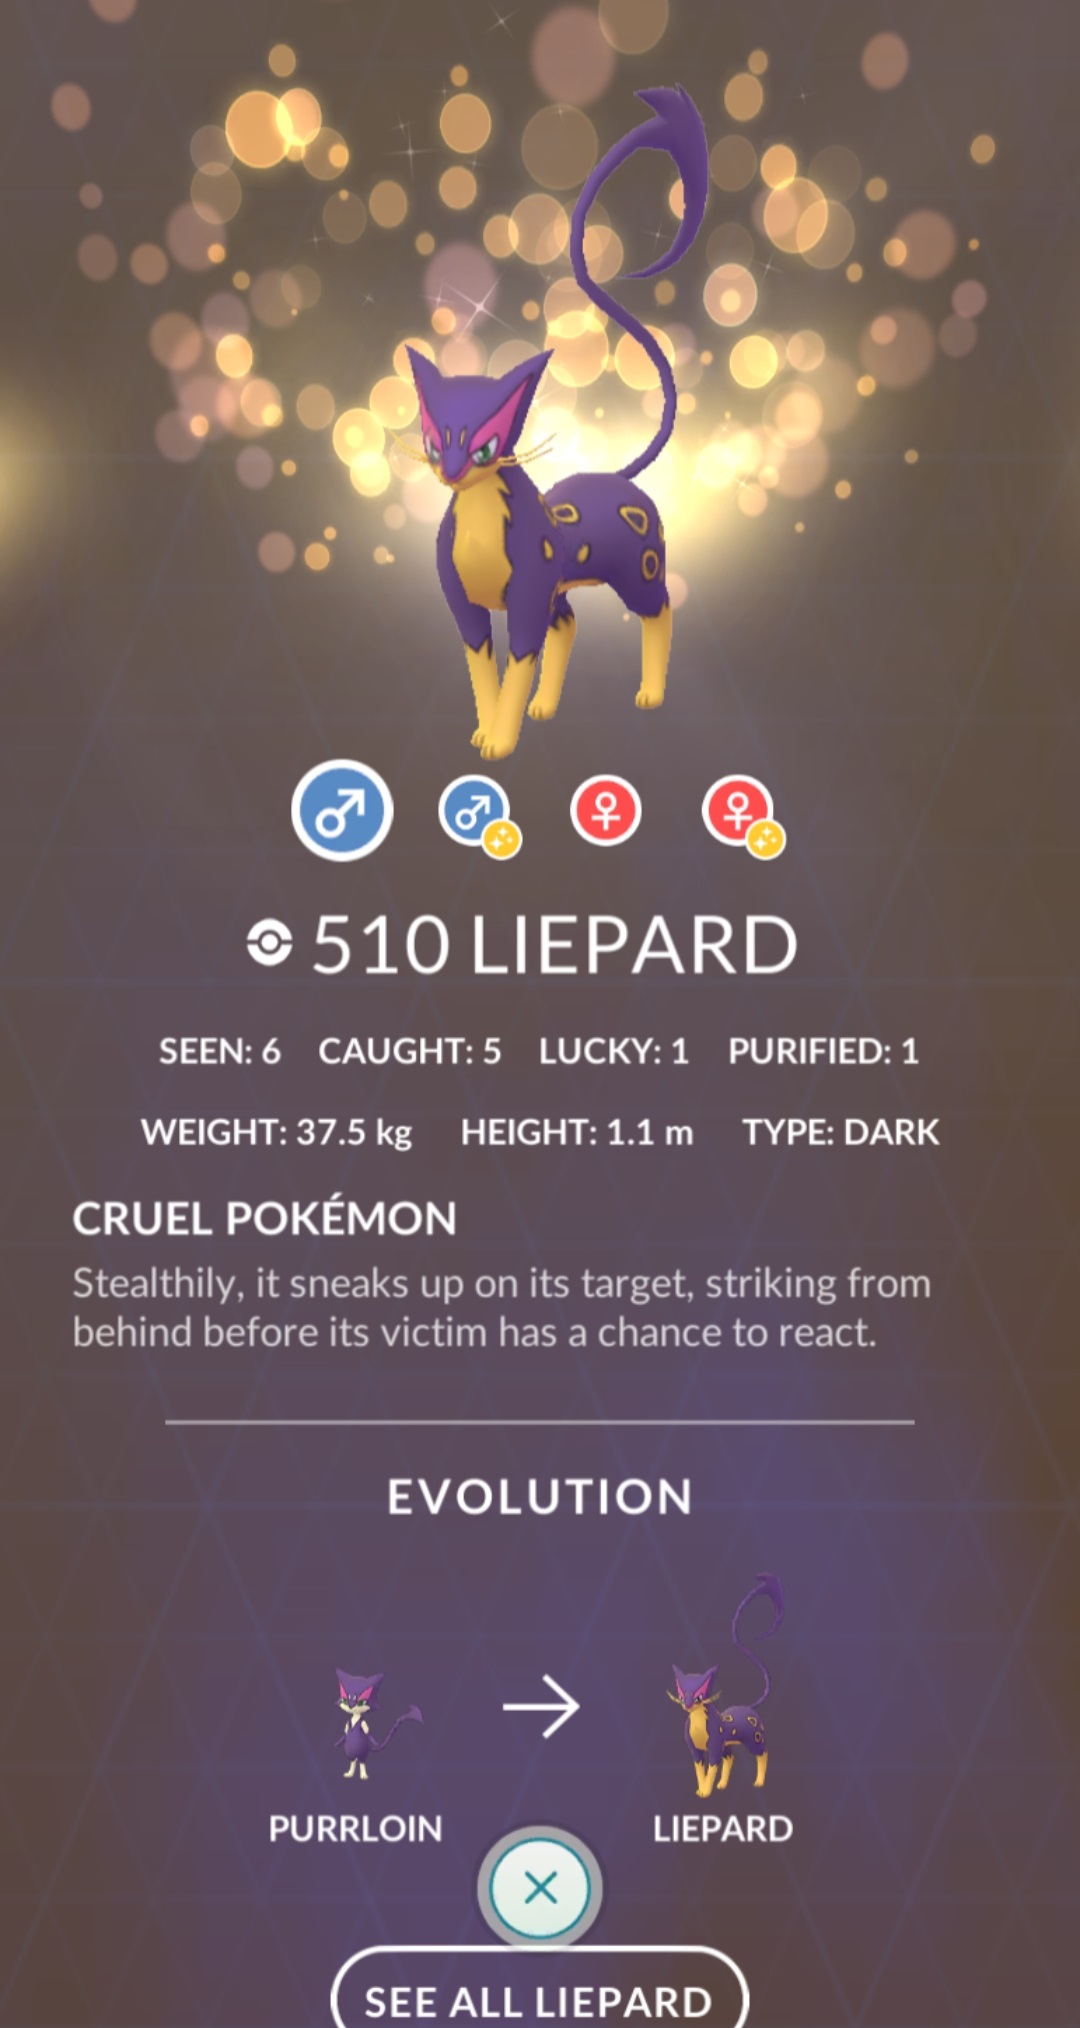 510 LIEPARD
SEEN: 6 CAUGHT: 5 LUCKY: 1 PURIFIED: 1
WEIGHT: 37.5 kg HEIGHT: 1.1 m TYPE: DARK
CRUEL POKÉMON
Stealthily, it sneaks up on its target, striking from
behind before its victim has a chance to react.
EVOLUTION
PURRLOIN LIEPARD
SEE ALL LIEPARD